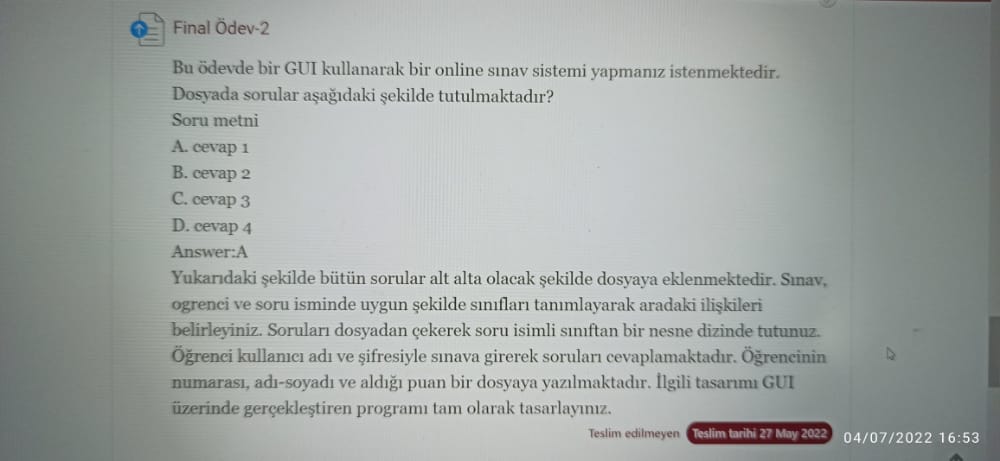 Final Ödev-2
Bu ödevde bir GUI kullanarak bir online sınav sistemi yapmanız istenmektedir.
Dosyada sorular aşağıdaki şekilde tutulmaktadır?
Soru metni
A. cevap 1
B. cevap 2
C. cevap 3
D. cevap 4
Answer:A
Yukarıdaki şekilde bütün sorular alt alta olacak şekilde dosyaya eklenmektedir. Sınav,
ogrenci ve soru isminde uygun şekilde sınıfları tanımlayarak aradaki ilişkileri
belirleyiniz. Soruları dosyadan çekerek soru isimli sınıftan bir nesne dizinde tutunuz.
Öğrenci kullanıcı adı ve şifresiyle sınava girerek soruları cevaplamaktadır. Öğrencinin
numarası, adı-soyadı ve aldığı puan bir dosyaya yazılmaktadır. İlgili tasarımı GUI
üzerinde gerçekleştiren programı tam olarak tasarlayınız.
Teslim edilmeyen Teslim tarihi 27 May 2022
04/07/2022 16:53